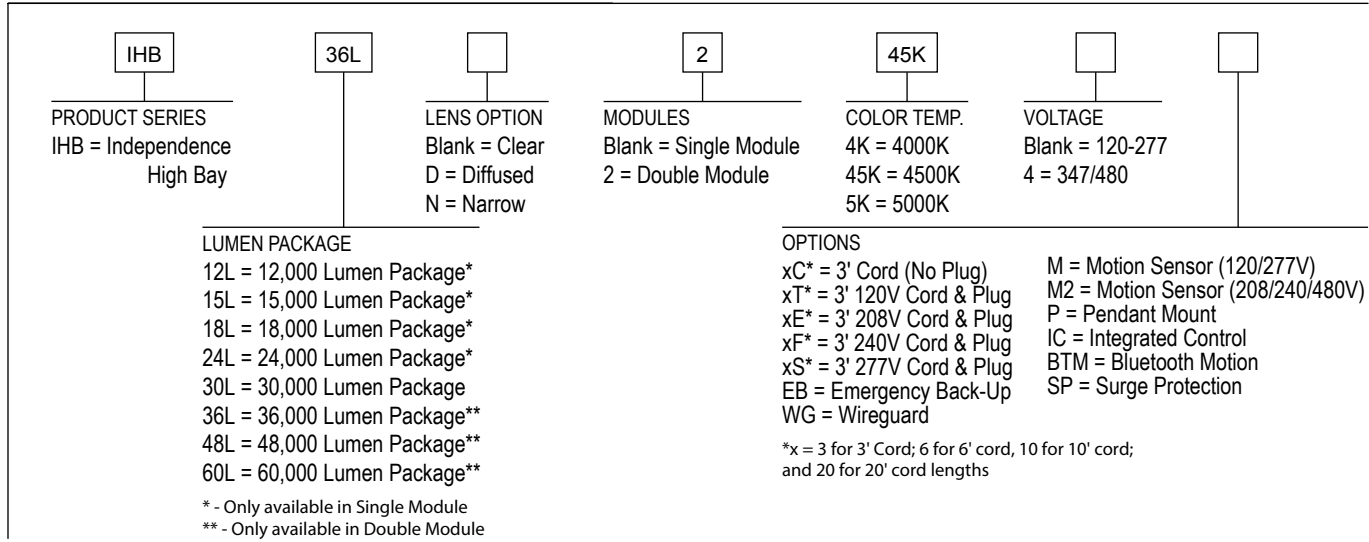 IHB 36L 2 45K
PRODUCT SERIES
IHB = Independence
High Bay
LUMEN PACKAGE
12L = 12,000 Lumen Package*
15L = 15,000 Lumen Package*
18L = 18,000 Lumen Package*
24L = 24,000 Lumen Package*
30L = 30,000 Lumen Package
36L = 36,000 Lumen Package**
48L = 48,000 Lumen Package**
60L = 60,000 Lumen Package**
* - Only available in Single Module
** - Only available in Double Module
LENS OPTION
Blank = Clear
D = Diffused
N = Narrow
MODULES
Blank = Single Module
2 = Double Module
COLOR TEMP.
4K = 4000K
45K = 4500K
5K = 5000K
VOLTAGE
Blank = 120-277
4 = 347/480
OPTIONS
xC* = 3' Cord (No Plug)
xT* = 3' 120V Cord & Plug
xE* = 3' 208V Cord & Plug
xF* = 3' 240V Cord & Plug
xS* = 3' 277V Cord & Plug
EB = Emergency Back-Up
WG = Wireguard
M = Motion Sensor (120/277V)
M2 = Motion Sensor (208/240/480V)
P = Pendant Mount
IC = Integrated Control
BTM = Bluetooth Motion
SP = Surge Protection
*x = 3 for 3' Cord; 6 for 6' cord, 10 for 10' cord;
and 20 for 20' cord lengths